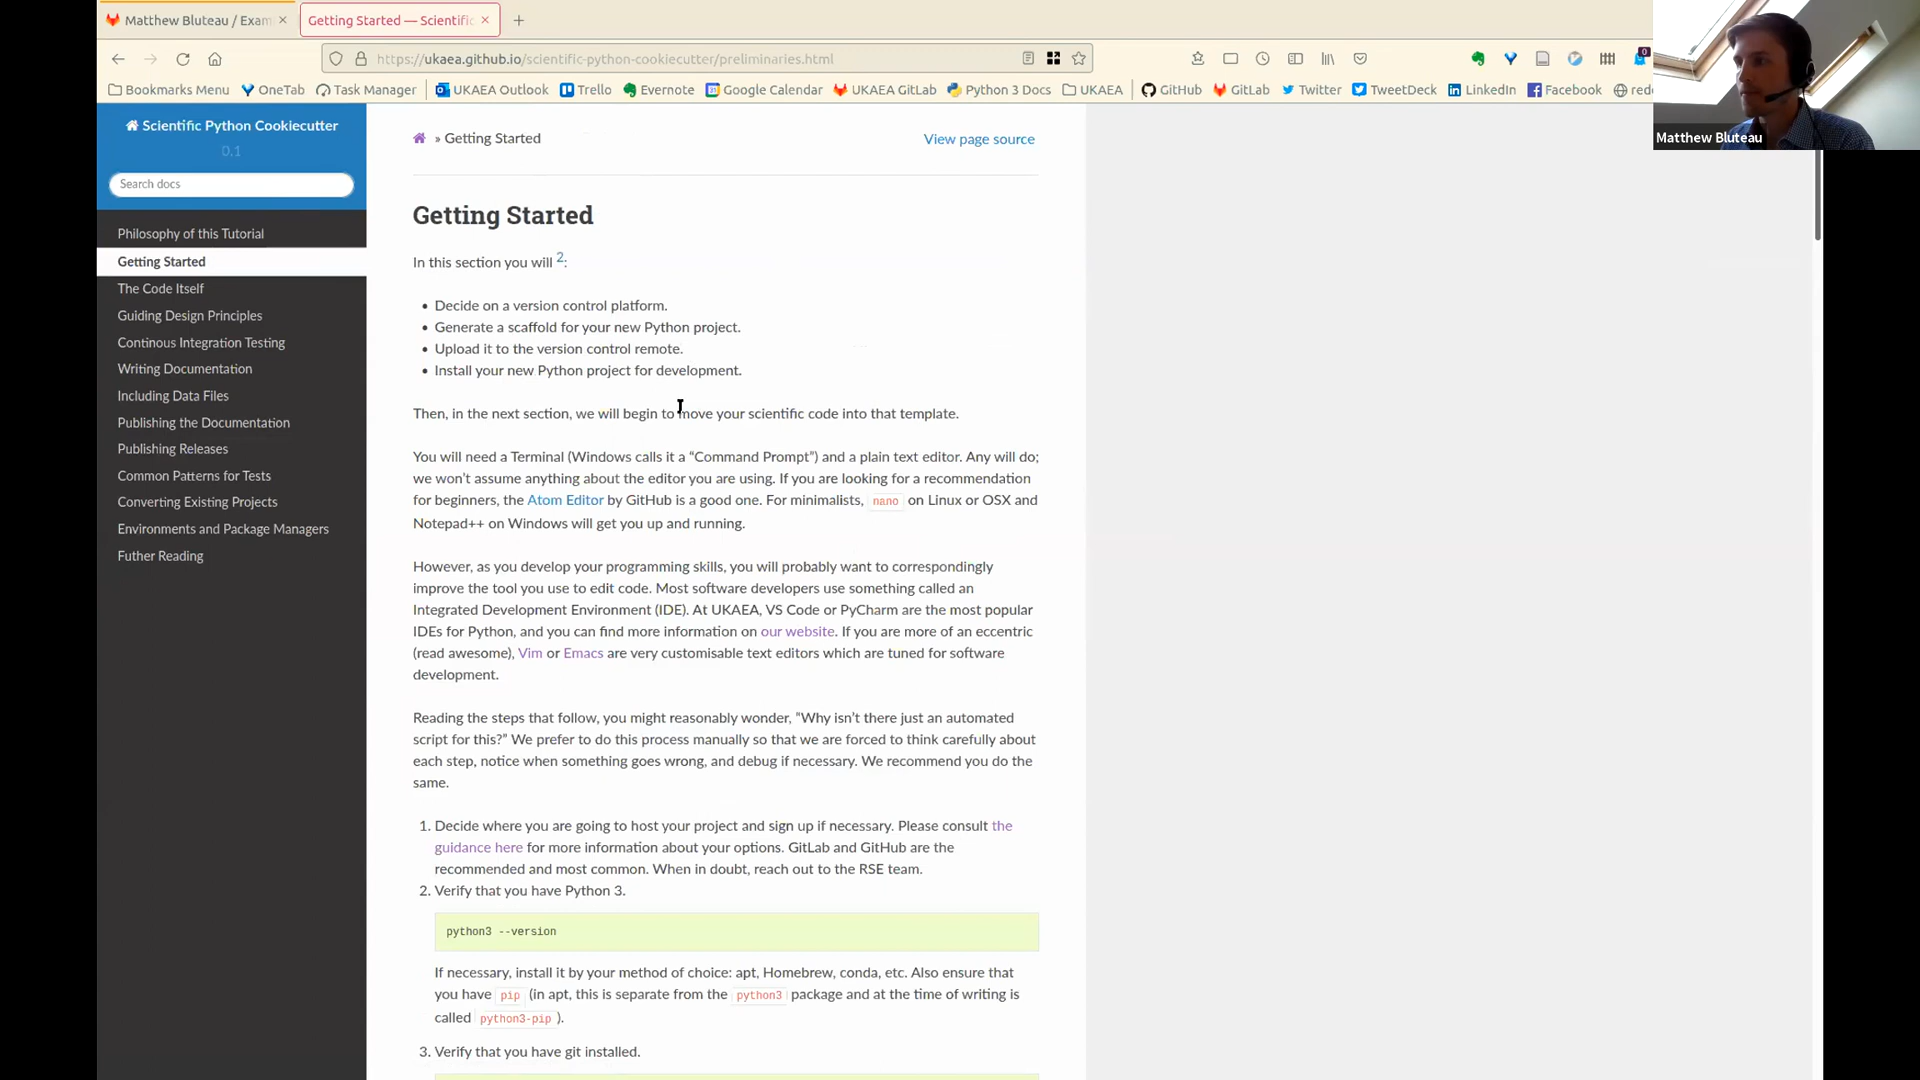 Matthew Bluteau / Exam
Getting Started — Scientific
https://ukaea.github.io/scientific-python-cookiecutter/preliminaries.html
0
Bookmarks Menu OneTab Task Manager UKAEA Outlook Trello Evernote Google Calendar UKAEA GitLab Python 3 Docs UKAEA GitHub GitLab Twitter TweetDeck LinkedIn Facebook redd
Matthew Bluteau
Scientific Python Cookiecutter
0.1
Search docs
Philosophy of this Tutorial
Getting Started
The Code Itself
Guiding Design Principles
Continous Integration Testing
Writing Documentation
Including Data Files
Publishing the Documentation
Publishing Releases
Common Patterns for Tests
Converting Existing Projects
Environments and Package Managers
Futher Reading
» Getting Started
View page source
Getting Started
In this section you will 2:
• Decide on a version control platform.
• Generate a scaffold for your new Python project.
• Upload it to the version control remote.
• Install your new Python project for development.
Then, in the next section, we will begin to move your scientific code into that template.
You will need a Terminal (Windows calls it a “Command Prompt”) and a plain text editor. Any will do;
we won’t assume anything about the editor you are using. If you are looking for a recommendation
for beginners, the Atom Editor by GitHub is a good one. For minimalists, nano on Linux or OSX and
Notepad++ on Windows will get you up and running.
However, as you develop your programming skills, you will probably want to correspondingly
improve the tool you use to edit code. Most software developers use something called an
Integrated Development Environment (IDE). At UKAEA, VS Code or PyCharm are the most popular
IDEs for Python, and you can find more information on our website. If you are more of an eccentric
(read awesome), Vim or Emacs are very customisable text editors which are tuned for software
development.
Reading the steps that follow, you might reasonably wonder, “Why isn’t there just an automated
script for this?” We prefer to do this process manually so that we are forced to think carefully about
each step, notice when something goes wrong, and debug if necessary. We recommend you do the
same.
1. Decide where you are going to host your project and sign up if necessary. Please consult the
guidance here for more information about your options. GitLab and GitHub are the
recommended and most common. When in doubt, reach out to the RSE team.
2. Verify that you have Python 3.
python3 --version
If necessary, install it by your method of choice: apt, Homebrew, conda, etc. Also ensure that
you have pip (in apt, this is separate from the python3 package and at the time of writing is
called python3-pip ).
3. Verify that you have git installed.